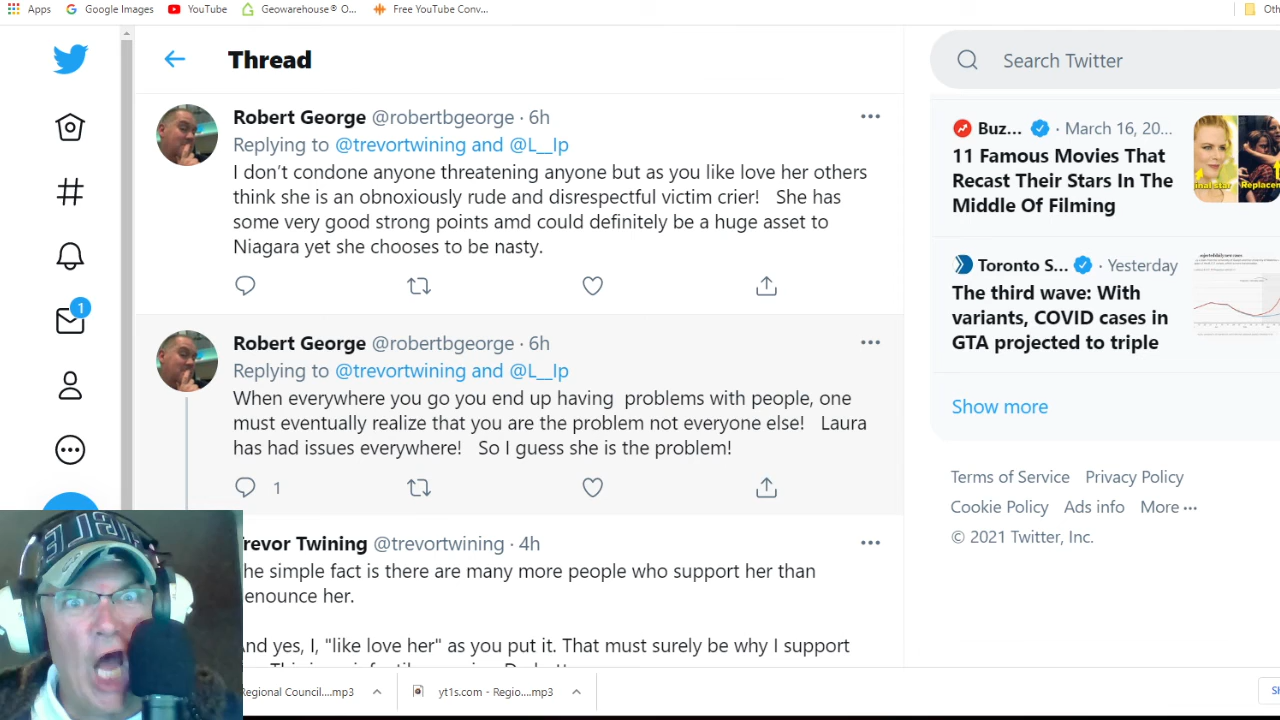 Apps Google Images YouTube Geowarehouse® O... Free YouTube Conv...
Thread
Search Twitter
Robert George @robertbgeorge · 6h
Replying to @trevortwining and @L__Ip
I don’t condone anyone threatening anyone but as you like love her others
think she is an obnoxiously rude and disrespectful victim crier! She has
some very good strong points amd could definitely be a huge asset to
Niagara yet she chooses to be nasty.
Robert George @robertbgeorge · 6h
Replying to @trevortwining and @L__Ip
When everywhere you go you end up having problems with people, one
must eventually realize that you are the problem not everyone else! Laura
has had issues everywhere! So I guess she is the problem!
1
Trevor Twining @trevortwining · 4h
he simple fact is there are many more people who support her than
enounce her.
And yes, I, "like love her" as you put it. That must surely be why I support
1
Buz... · March 16, 20...
11 Famous Movies That
Recast Their Stars In The
Middle Of Filming
Toronto S... · Yesterday
The third wave: With
variants, COVID cases in
GTA projected to triple
Show more
Terms of Service Privacy Policy
Cookie Policy Ads info More ···
© 2021 Twitter, Inc.
Regional Council....mp3
yt1s.com - Regio....mp3